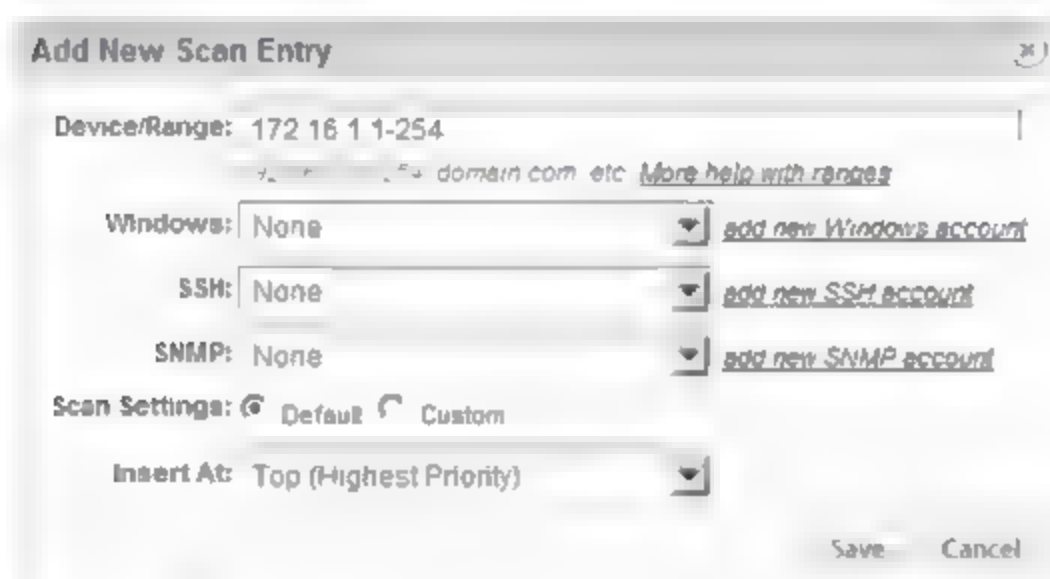 Add New Scan Entry
Device/Range: 172 16 1 1-254
domain com etc More help with ranges
Windows: None add new Windows account
SSH: None add new SSH account
SNMP: None add new SNMP account
Scan Settings: Default Custom
Insert At: Top (Highest Priority)
Save Cancel